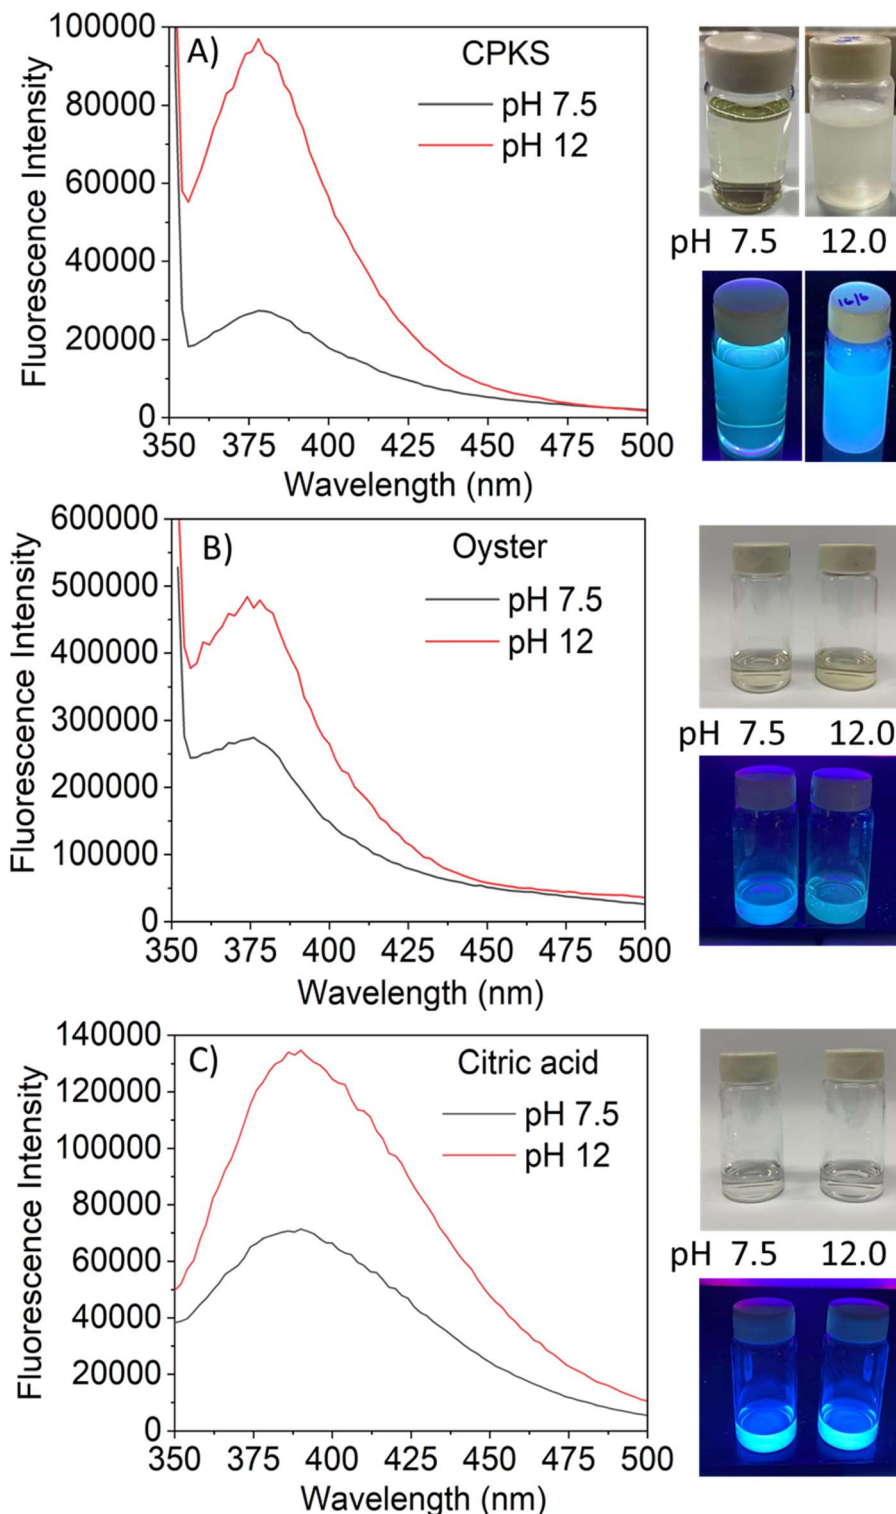 A)
CPKS
pH 7.5
pH 12
Fluorescence Intensity
100000
80000
60000
40000
20000
0
350 375 400 425 450 475 500
Wavelength (nm)
pH 7.5 12.0
16/6
B)
Oyster
pH 7.5
pH 12
Fluorescence Intensity
600000
500000
400000
300000
200000
100000
0
350 375 400 425 450 475 500
Wavelength (nm)
pH 7.5 12.0
C)
Citric acid
pH 7.5
pH 12
Fluorescence Intensity
140000
120000
100000
80000
60000
40000
20000
0
350 375 400 425 450 475 500
Wavelength (nm)
pH 7.5 12.0